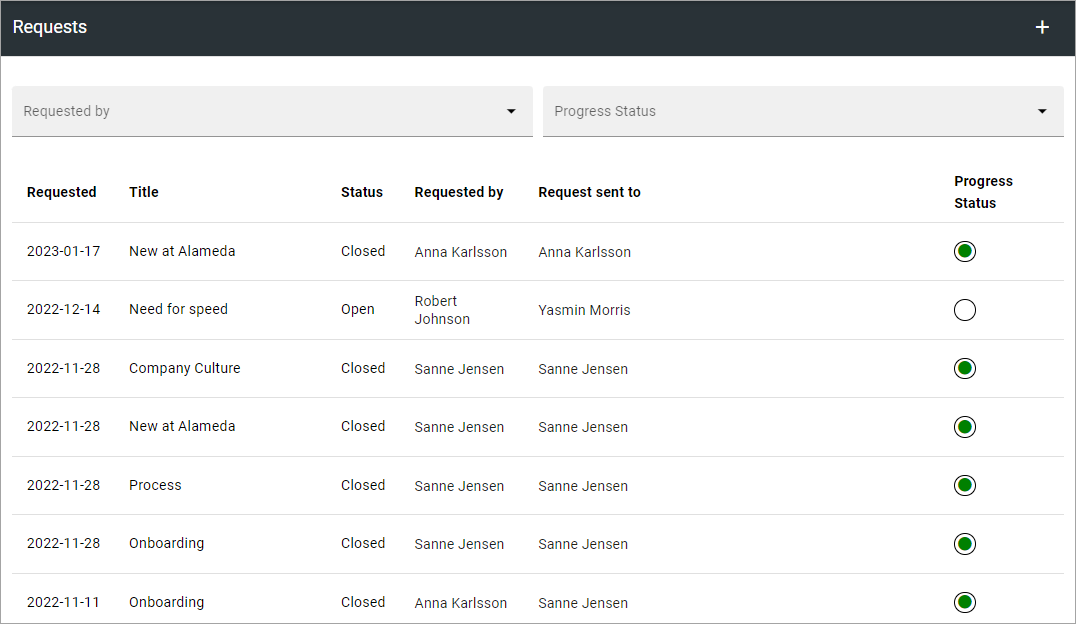 Requests +
Requested by Progress Status
Requested Title Status Requested by Request sent to Progress Status
2023-01-17 New at Alameda Closed Anna Karlsson Anna Karlsson
2022-12-14 Need for speed Open Robert Johnson Yasmin Morris
2022-11-28 Company Culture Closed Sanne Jensen Sanne Jensen
2022-11-28 New at Alameda Closed Sanne Jensen Sanne Jensen
2022-11-28 Process Closed Sanne Jensen Sanne Jensen
2022-11-28 Onboarding Closed Sanne Jensen Sanne Jensen
2022-11-11 Onboarding Closed Anna Karlsson Sanne Jensen